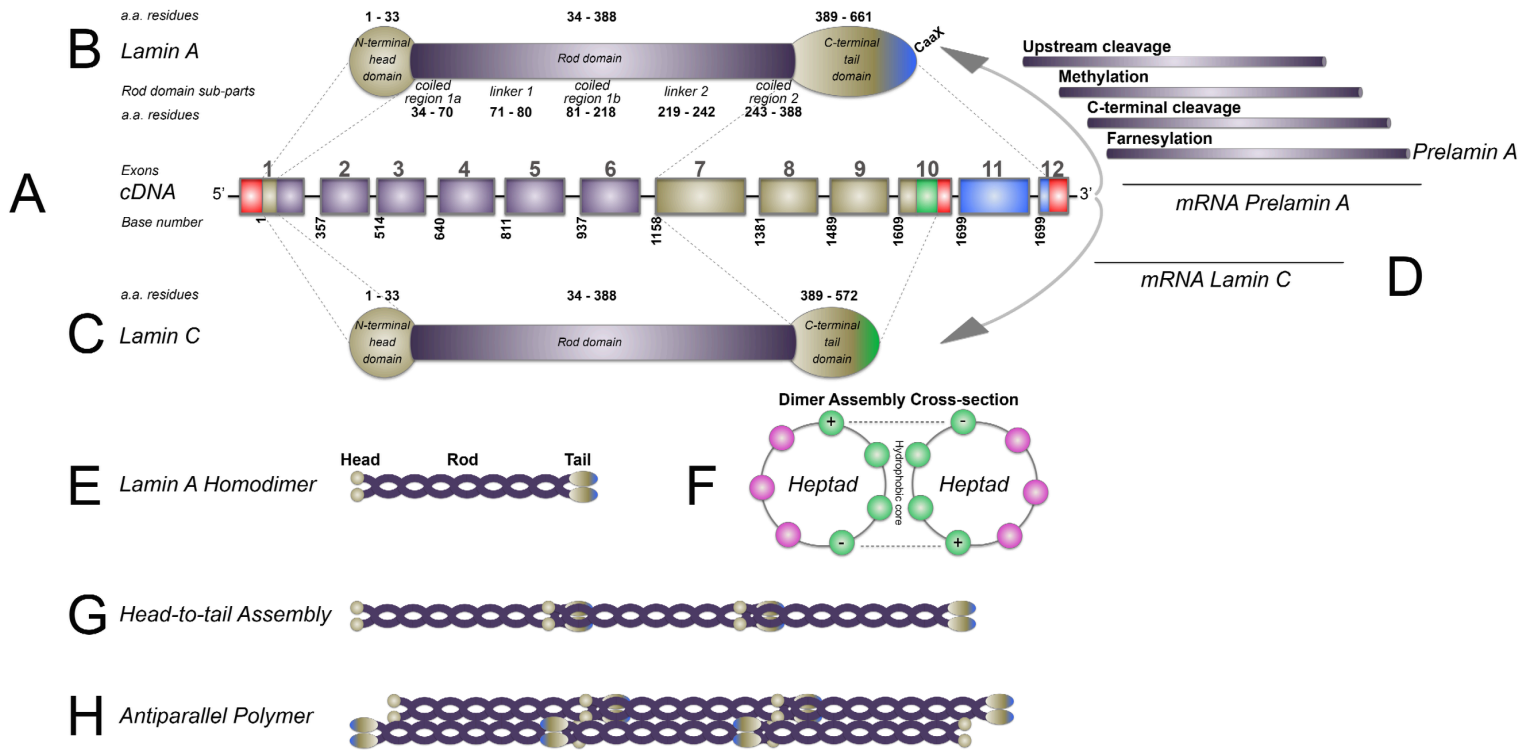 a.a. residues
1 - 33
34 - 388
389 - 661
B
Lamin A
N-terminal
head
domain
Rod domain
C-terminal
tail
domain
CaaX
Rod domain sub-parts
coiled
region 1a
linker 1
coiled
region 1b
linker 2
coiled
region 2
a.a. residues
34 - 70
71 - 80
81 - 218
219 - 242
243 - 388
Upstream cleavage
Methylation
C-terminal cleavage
Farnesylation
Prelamin A
mRNA Prelamin A
mRNA Lamin C
D
A
Exons
1
2
3
4
5
6
7
8
9
10
11
12
cDNA
5'
3'
Base number
1
357
514
640
811
937
1158
1381
1489
1609
1699
1699
a.a. residues
1 - 33
34 - 388
389 - 572
C
Lamin C
N-terminal
head
domain
Rod domain
C-terminal
tail
domain
E
Lamin A Homodimer
Head
Rod
Tail
F
Dimer Assembly Cross-section
+
-
Heptad
Hydrophobic core
Heptad
-
+
G
Head-to-tail Assembly
H
Antiparallel Polymer